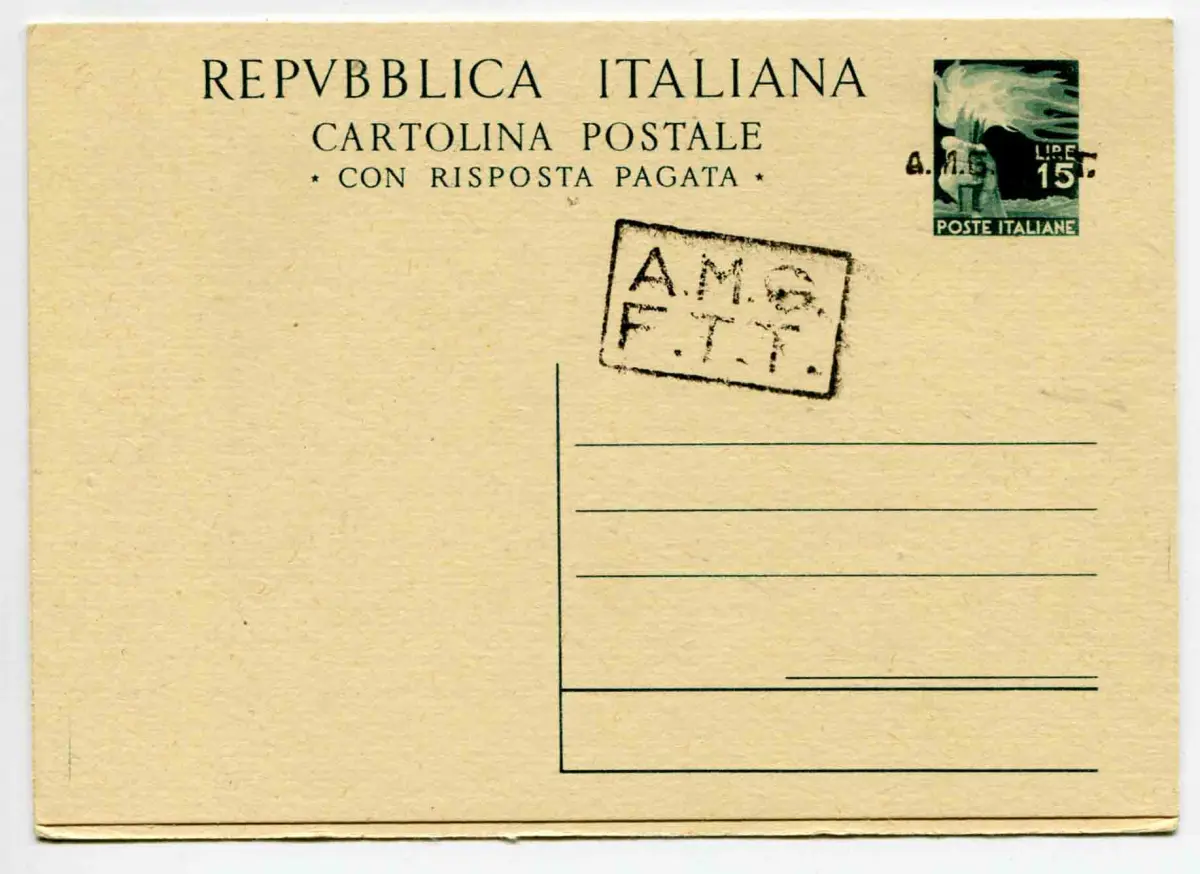 REPVBBLICA ITALIANA
CARTOLINA POSTALE
* CON RISPOSTA PAGATA *
LIRE
15
POSTE ITALIANE
A.M.G.
F.T.T.